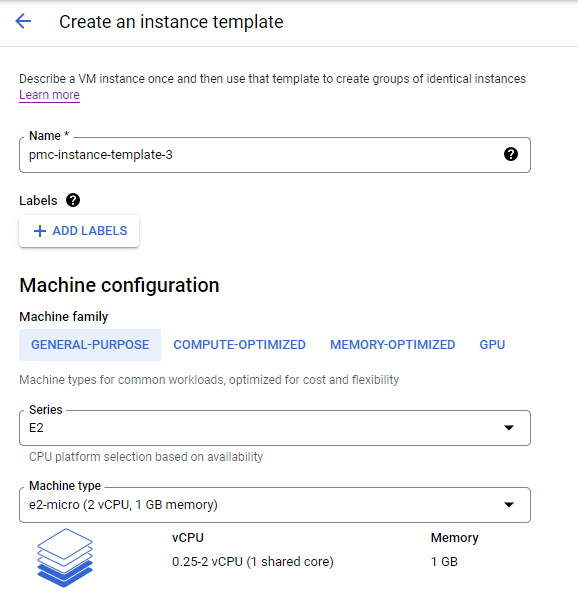 Create an instance template
Describe a VM instance once and then use that template to create groups of identical instances
Learn more
Name *
pmc-instance-template-3
Labels
ADD LABELS
Machine configuration
Machine family
GENERAL-PURPOSE COMPUTE-OPTIMIZED MEMORY-OPTIMIZED GPU
Machine types for common workloads, optimized for cost and flexibility
Series
E2
CPU platform selection based on availability
Machine type
e2-micro (2 vCPU, 1 GB memory)
vCPU Memory
0.25-2 vCPU (1 shared core) 1 GB